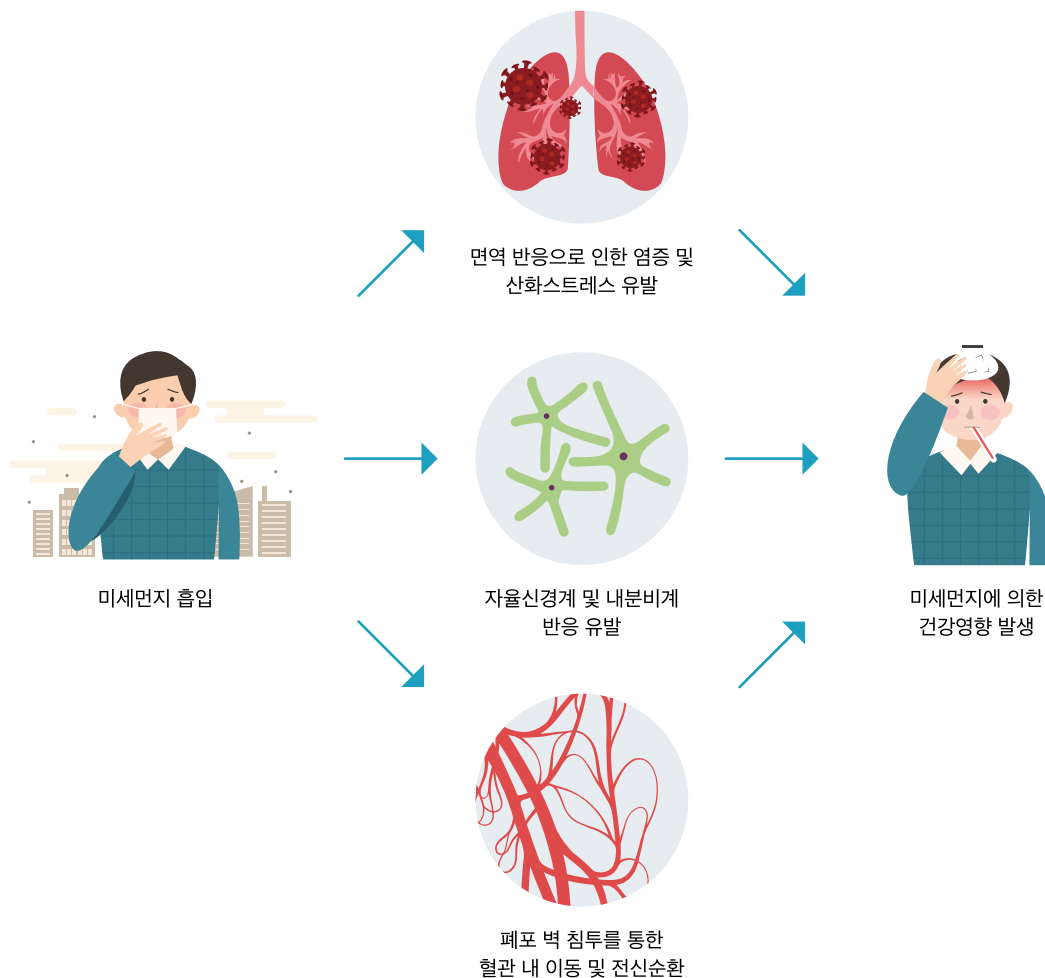 면역 반응으로 인한 염증 및
산화스트레스 유발
미세먼지 흡입
자율신경계 및 내분비계
반응 유발
미세먼지에 의한
건강영향 발생
폐포 벽 침투를 통한
혈관 내 이동 및 전신순환